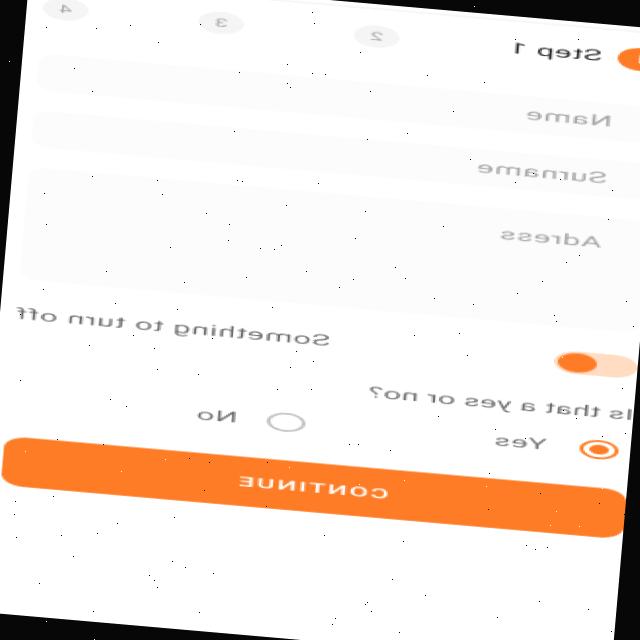 1 Step 1 2 3 4
Name
Surname
Adress
Something to turn off
Is that a yes or no?
Yes No
CONTINUE